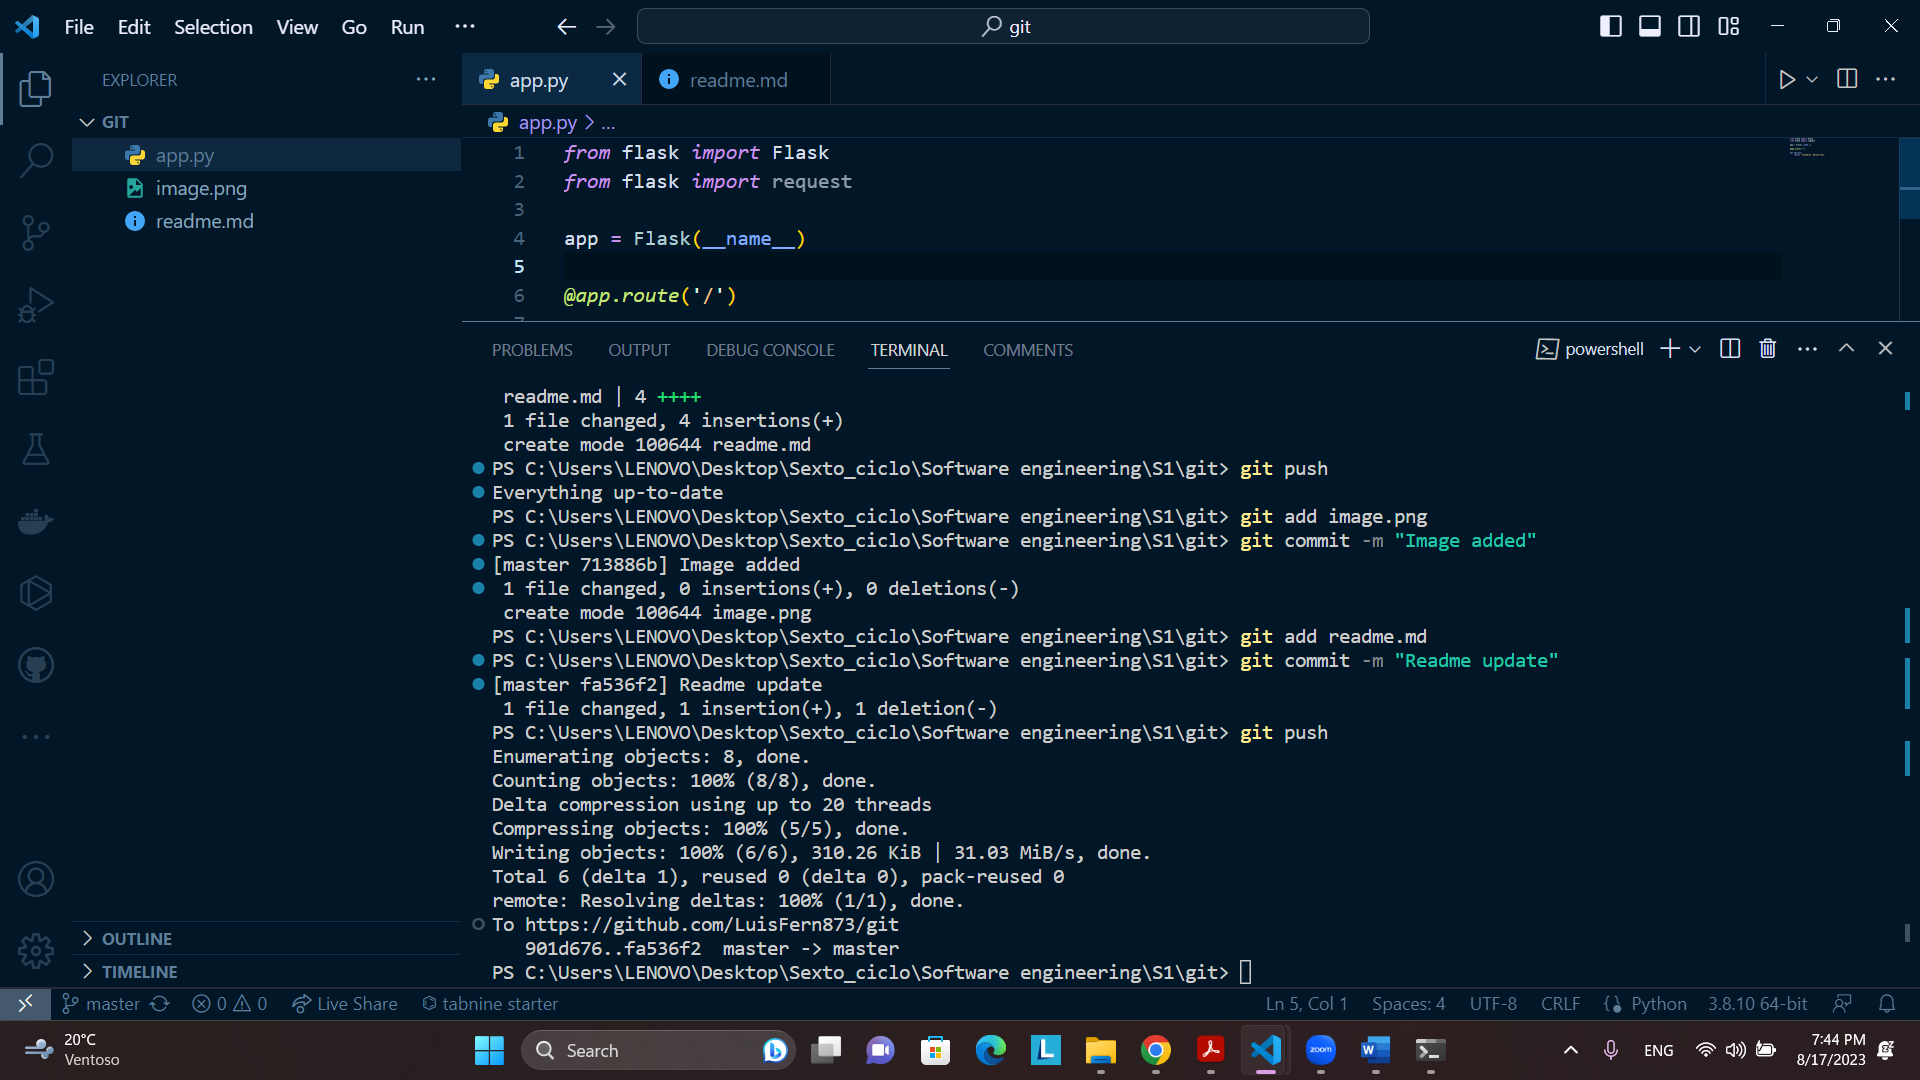 File Edit Selection View Go Run ...
git
EXPLORER
GIT
app.py
image.png
readme.md
OUTLINE
TIMELINE
app.py readme.md
app.py > ...
1 from flask import Flask
2 from flask import request
3
4 app = Flask(__name__)
5
6 @app.route('/')
PROBLEMS OUTPUT DEBUG CONSOLE TERMINAL COMMENTS
powershell
readme.md | 4 ++++
1 file changed, 4 insertions(+)
create mode 100644 readme.md
PS C:\Users\LENOVO\Desktop\Sexto_ciclo\Software engineering\S1\git> git push
Everything up-to-date
PS C:\Users\LENOVO\Desktop\Sexto_ciclo\Software engineering\S1\git> git add image.png
PS C:\Users\LENOVO\Desktop\Sexto_ciclo\Software engineering\S1\git> git commit -m "Image added"
[master 713886b] Image added
1 file changed, 0 insertions(+), 0 deletions(-)
create mode 100644 image.png
PS C:\Users\LENOVO\Desktop\Sexto_ciclo\Software engineering\S1\git> git add readme.md
PS C:\Users\LENOVO\Desktop\Sexto_ciclo\Software engineering\S1\git> git commit -m "Readme update"
[master fa536f2] Readme update
1 file changed, 1 insertion(+), 1 deletion(-)
PS C:\Users\LENOVO\Desktop\Sexto_ciclo\Software engineering\S1\git> git push
Enumerating objects: 8, done.
Counting objects: 100% (8/8), done.
Delta compression using up to 20 threads
Compressing objects: 100% (5/5), done.
Writing objects: 100% (6/6), 310.26 KiB | 31.03 MiB/s, done.
Total 6 (delta 1), reused 0 (delta 0), pack-reused 0
remote: Resolving deltas: 100% (1/1), done.
To https://github.com/LuisFern873/git
901d676..fa536f2 master -> master
PS C:\Users\LENOVO\Desktop\Sexto_ciclo\Software engineering\S1\git>
master 0 0 Live Share tabnine starter Ln 5, Col 1 Spaces: 4 UTF-8 CRLF Python 3.8.10 64-bit
20°C
Ventoso
Search
L
zoom
W
ENG
7:44 PM
8/17/2023